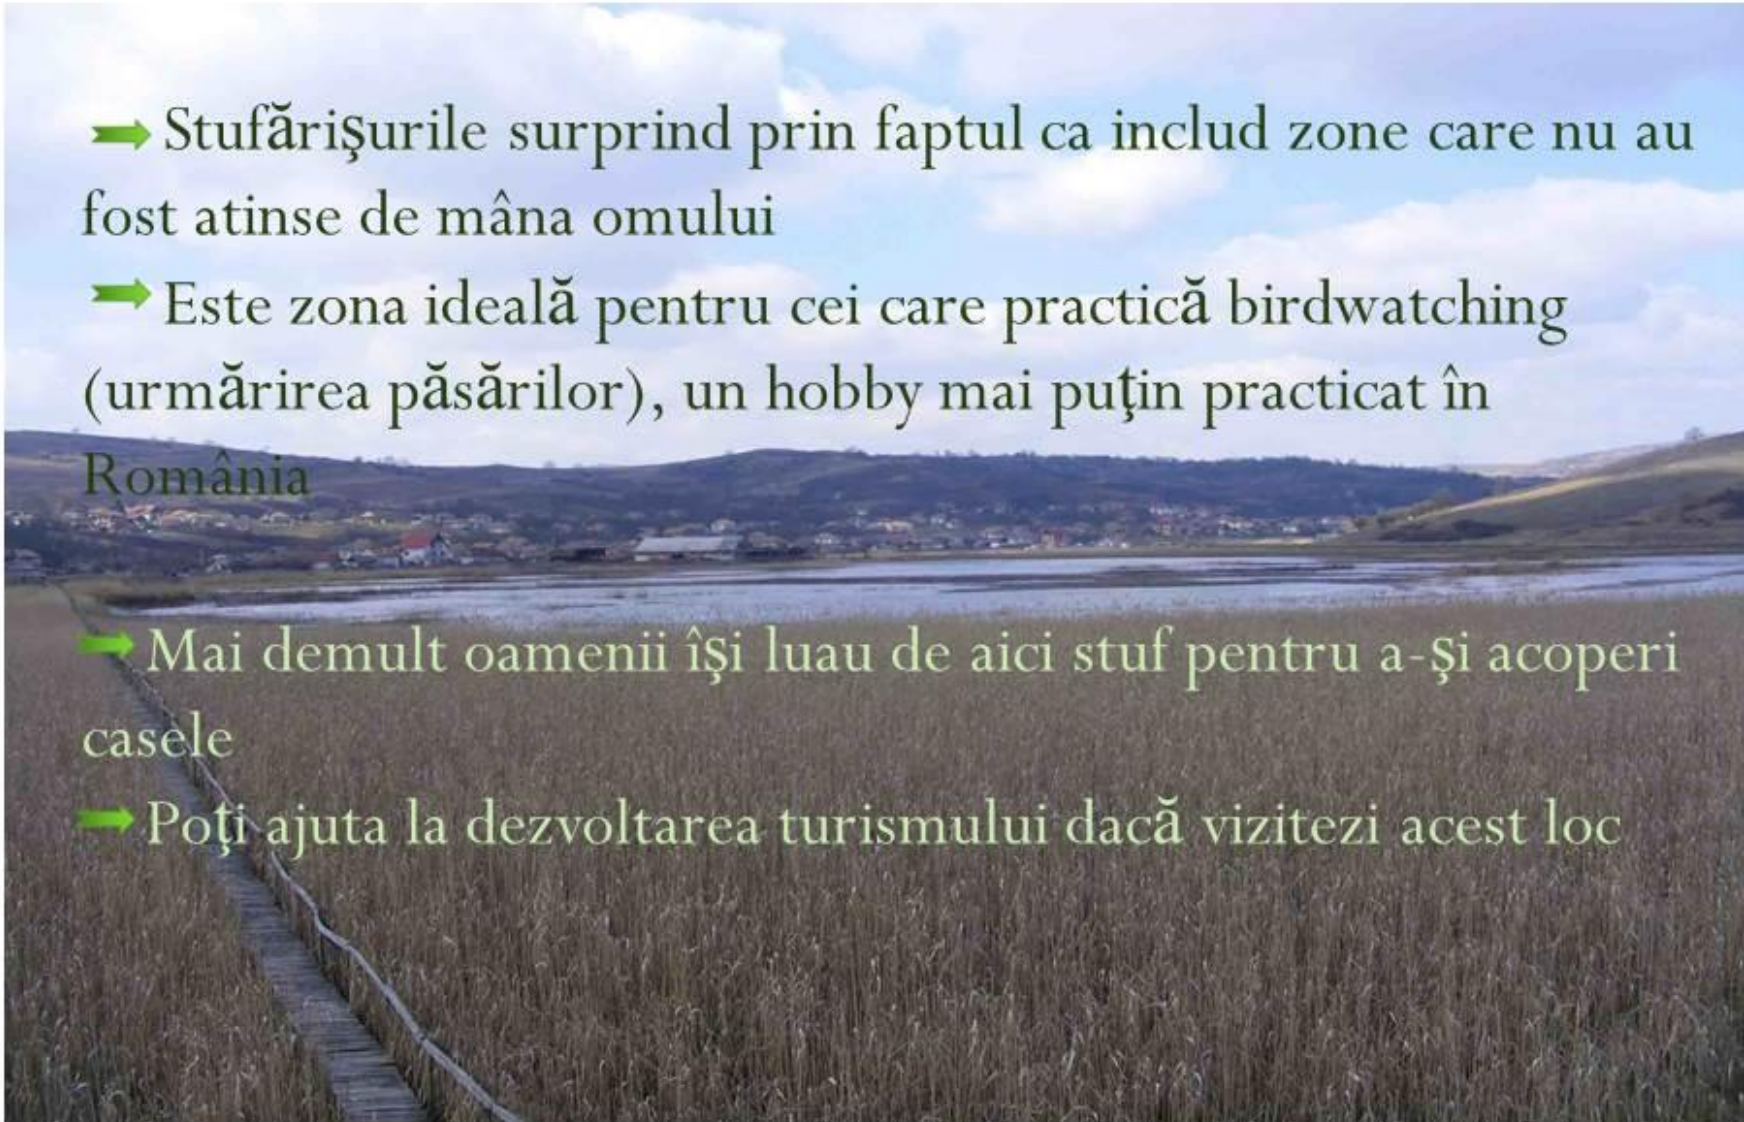 Stufărişurile surprind prin faptul ca includ zone care nu au
fost atinse de mâna omului
Este zona ideală pentru cei care practică birdwatching
(urmărirea păsărilor), un hobby mai puţin practicat în
România
Mai demult oamenii îşi luau de aici stuf pentru a-şi acoperi
casele
Poţi ajuta la dezvoltarea turismului dacă vizitezi acest loc